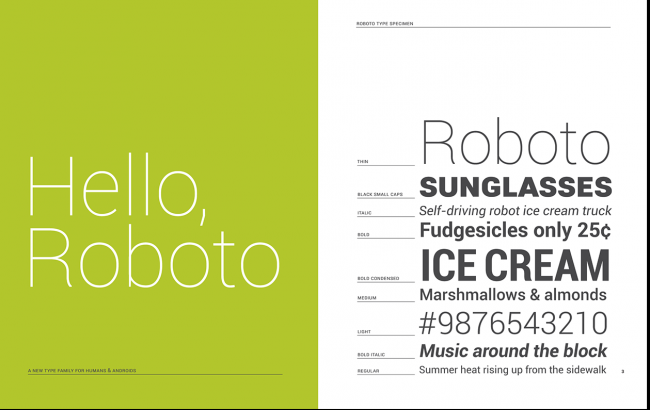 Hello,
Roboto
A NEW TYPE FAMILY FOR HUMANS & ANDROIDS
ROBOTO TYPE SPECIMEN
THIN
Roboto
BLACK SMALL CAPS
SUNGLASSES
ITALIC
Self-driving robot ice cream truck
BOLD
Fudgesicles only 25¢
BOLD CONDENSED
ICE CREAM
MEDIUM
Marshmallows & almonds
LIGHT
#9876543210
BOLD ITALIC
Music around the block
REGULAR
Summer heat rising up from the sidewalk